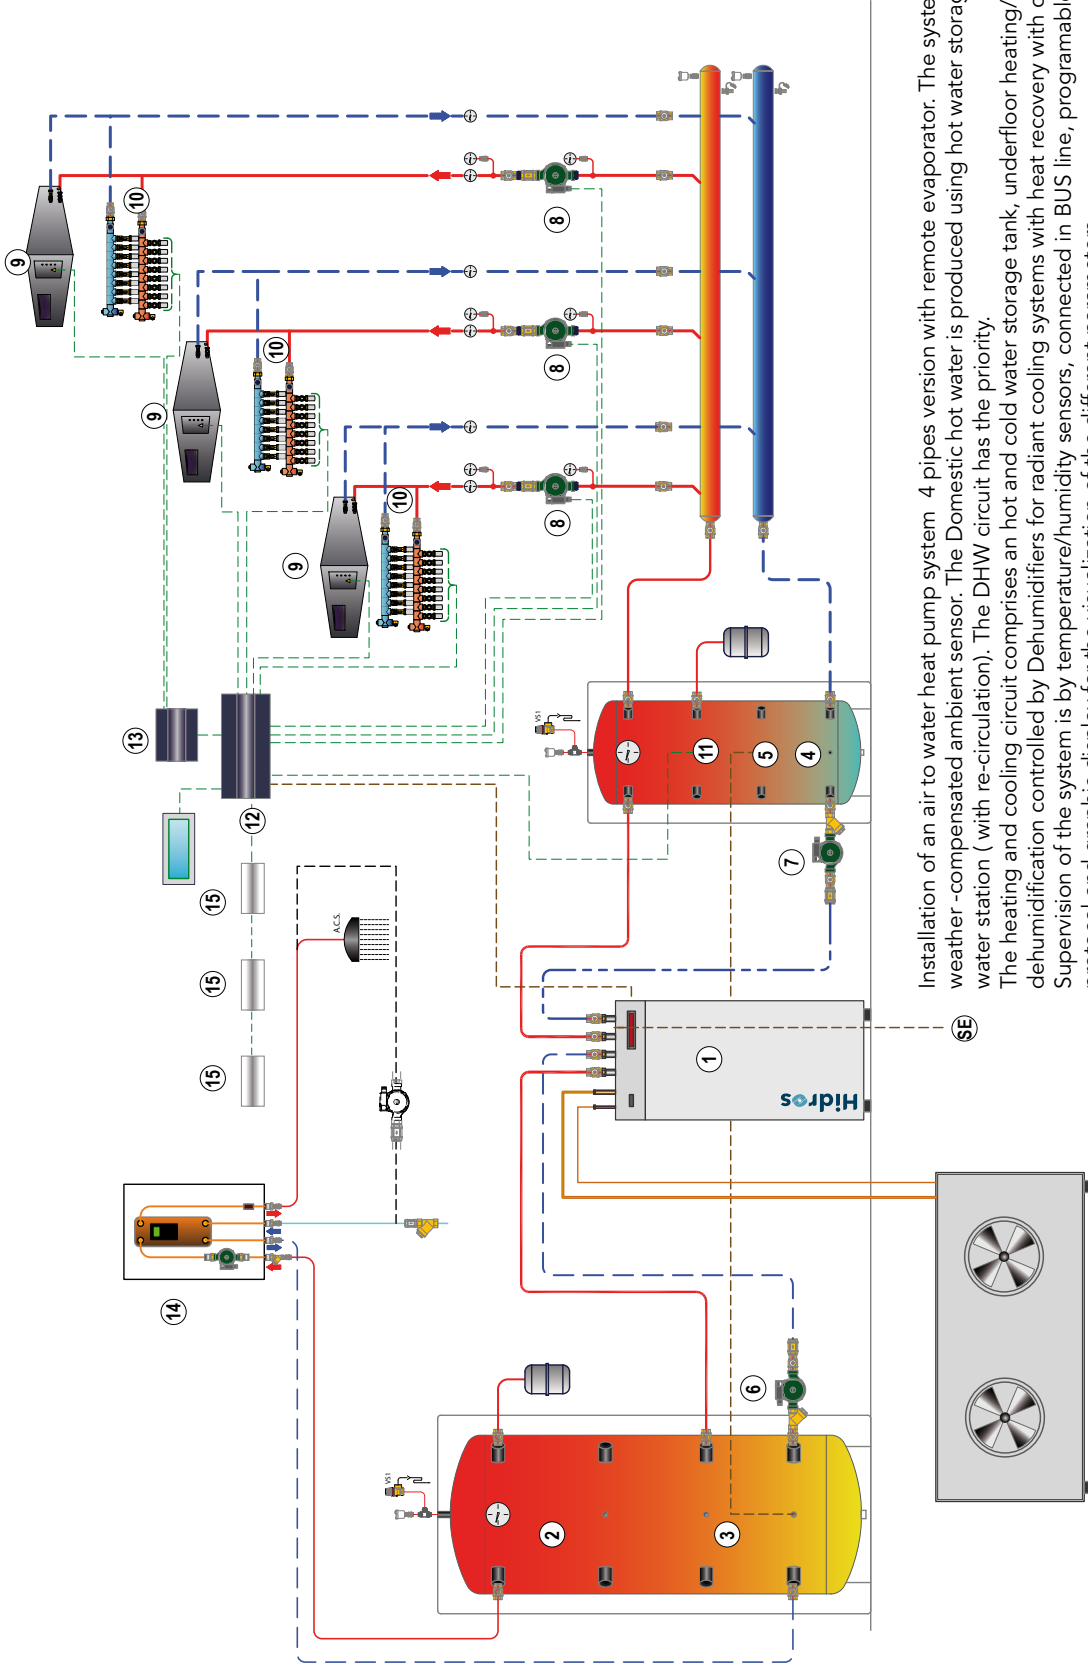 Installation of an air to water heat pump system 4 pipes version with remote evaporator. The
weather -compensated ambient sensor. The Domestic hot water is produced using hot water
water station ( with re-circulation). The DHW circuit has the priority.
The heating and cooling circuit comprises an hot and cold water storage tank, underfloor heating/
dehumidification controlled by Dehumidifiers for radiant cooling systems with heat recovery with
Supervision of the system is by temperature/humidity sensors, connected in BUS line,
14
15
15
15
12
13
9
9
9
10
10
10
8
8
8
A.C.S.
VS1
VS1
2
3
6
1
Hidros
SE
7
11
5
4